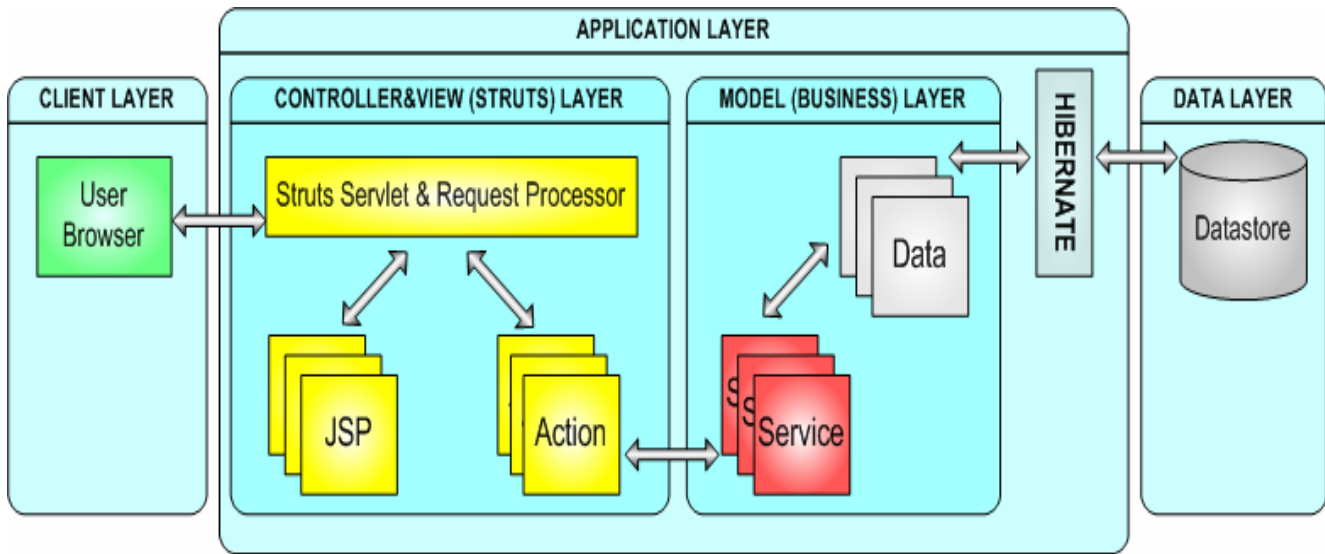 APPLICATION LAYER
CLIENT LAYER
CONTROLLER&VIEW (STRUTS) LAYER
MODEL (BUSINESS) LAYER
HIBERNATE
DATA LAYER
User
Browser
Struts Servlet & Request Processor
Data
Datastore
JSP
Action
S
S
Service